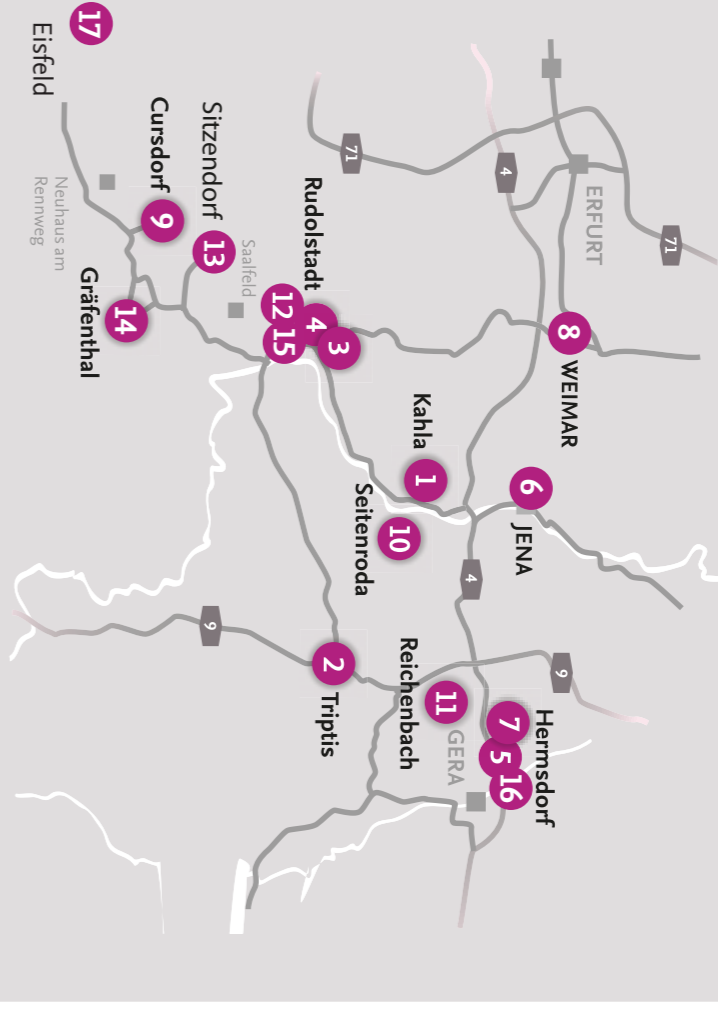 71
ERFURT
8
WEIMAR
9
Hermsdorf
6
JENA
7
5
16
4
4
GERA
11
1
Kahla
Reichenbach
10
Seitenroda
71
3
4
2
Triptis
Rudolstadt
12
15
Saalfeld
13
Sitzendorf
9
9
Cursdorf
14
Gräfenthal
17
Neuhaus am
Rennweg
Eisfeld